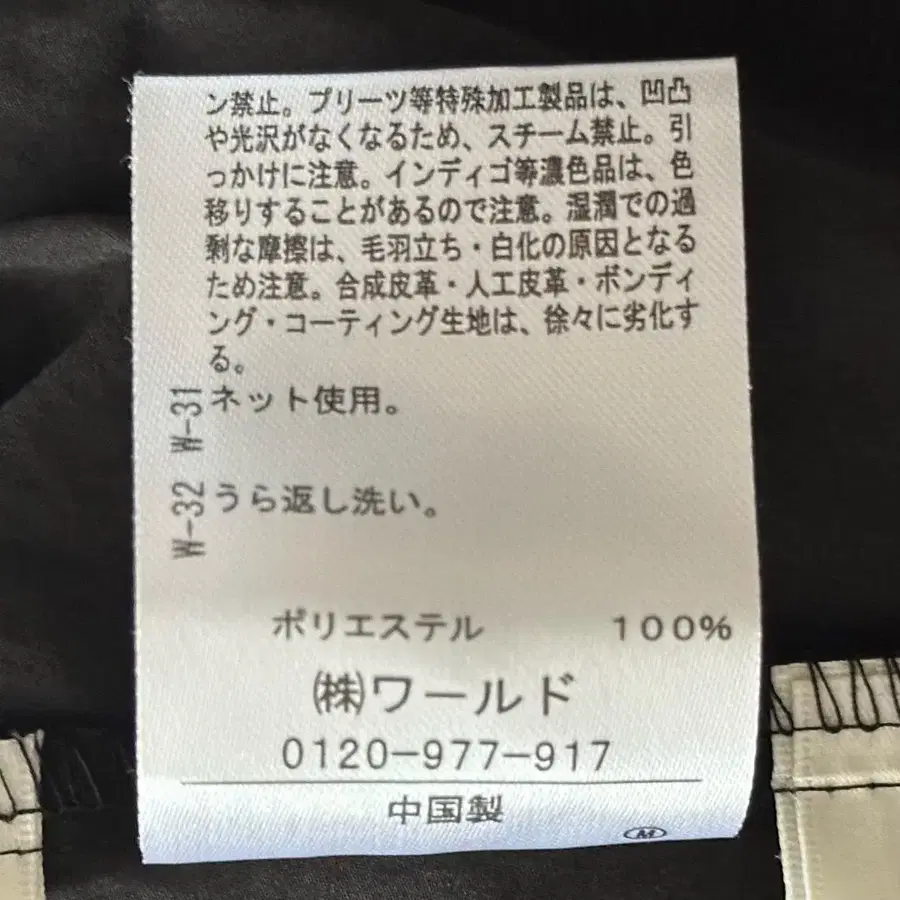 ン禁止。プリーツ等特殊加工製品は、凹凸
や光沢がなくなるため、スチーム禁止。引
っかけに注意。インディゴ等濃色品は、色
移りすることがあるので注意。湿潤での過
剰な摩擦は、毛羽立ち・白化の原因となる
ため注意。合成皮革・人工皮革・ボンディ
ング・コーティング生地は、徐々に劣化す
る。
W-31 ネット使用。
W-32 うら返し洗い。
ポリエステル 100%
㈱ワールド
0120-977-917
中国製
M